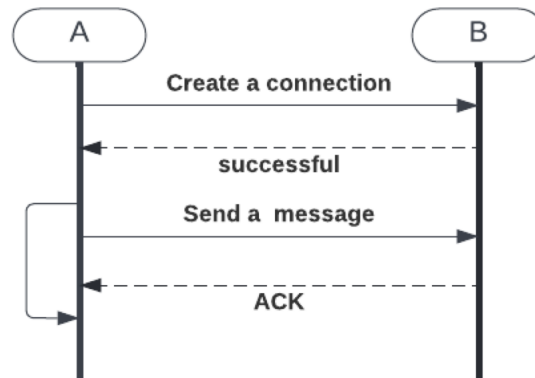 A
B
Create a connection
successful
Send a message
ACK